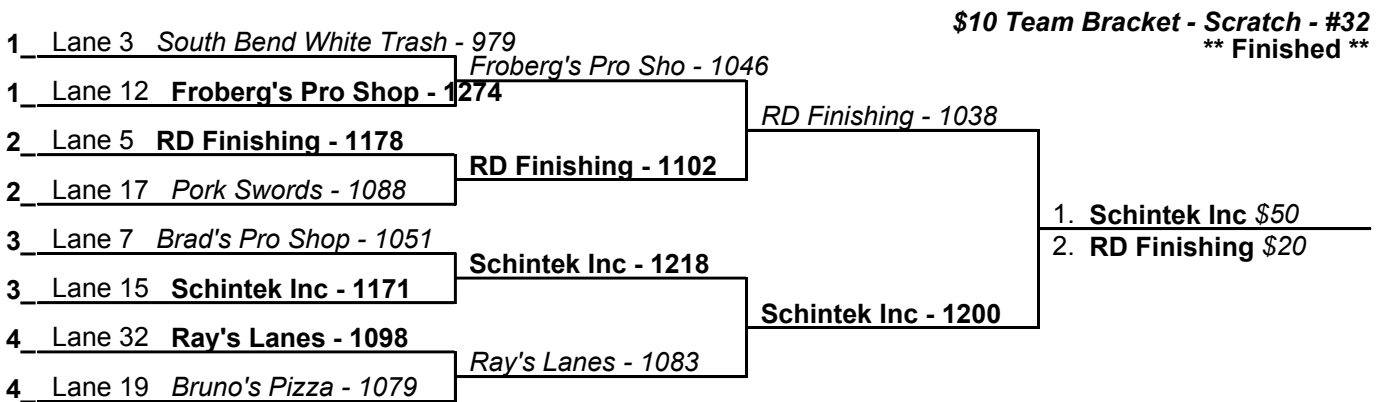 $10 Team Bracket - Scratch - #32
** Finished **
1_ Lane 3 South Bend White Trash - 979
1_ Lane 12 Froberg's Pro Shop - 1274
2_ Lane 5 RD Finishing - 1178
2_ Lane 17 Pork Swords - 1088
3_ Lane 7 Brad's Pro Shop - 1051
3_ Lane 15 Schintek Inc - 1171
4_ Lane 32 Ray's Lanes - 1098
4_ Lane 19 Bruno's Pizza - 1079
Froberg's Pro Sho - 1046
RD Finishing - 1102
Schintek Inc - 1218
Ray's Lanes - 1083
RD Finishing - 1038
Schintek Inc - 1200
1. Schintek Inc $50
2. RD Finishing $20